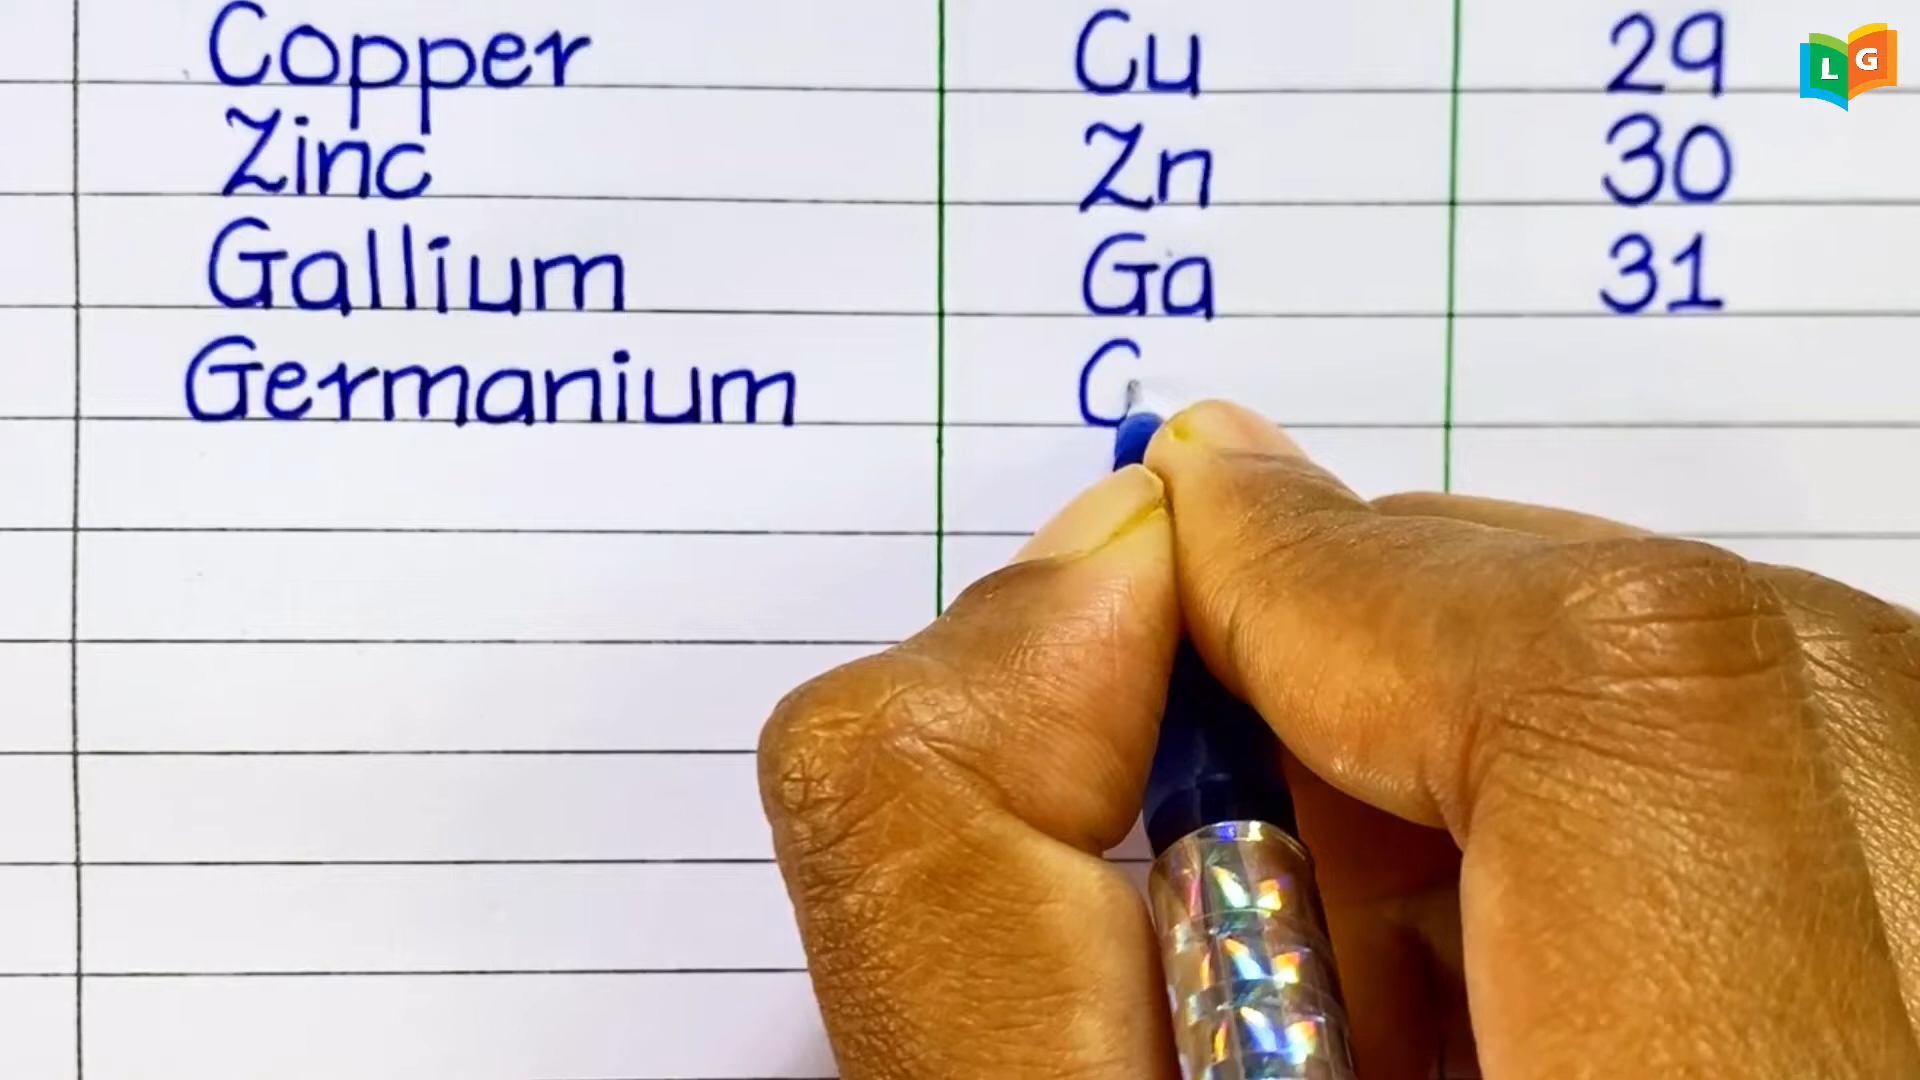 Copper Cu 29
Zinc Zn 30
Gallium Ga 31
Germanium C
L G